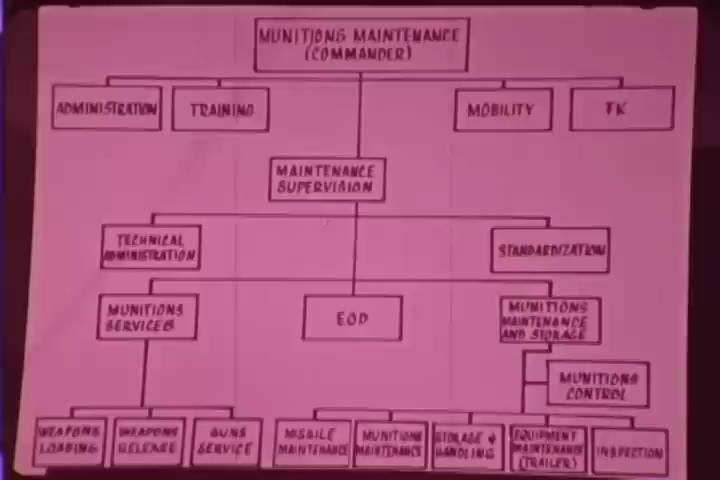 MUNITIONS MAINTENANCE
(COMMANDER)
ADMINISTRATION
TRAINING
MOBILITY
FK
MAINTENANCE
SUPERVISION
TECHNICAL
ADMINISTRATION
STANDARDIZATION
MUNITIONS
SERVICES
EOD
MUNITIONS
MAINTENANCE
AND STORAGE
MUNITIONS
CONTROL
WEAPONS
LOADING
WEAPONS
RELEASE
GUNS
SERVICE
MISSILE
MAINTENANCE
MUNITIONS
MAINTENANCE
STORAGE &
HANDLING
EQUIPMENT
MAINTENANCE
(TRAILER)
INSPECTION